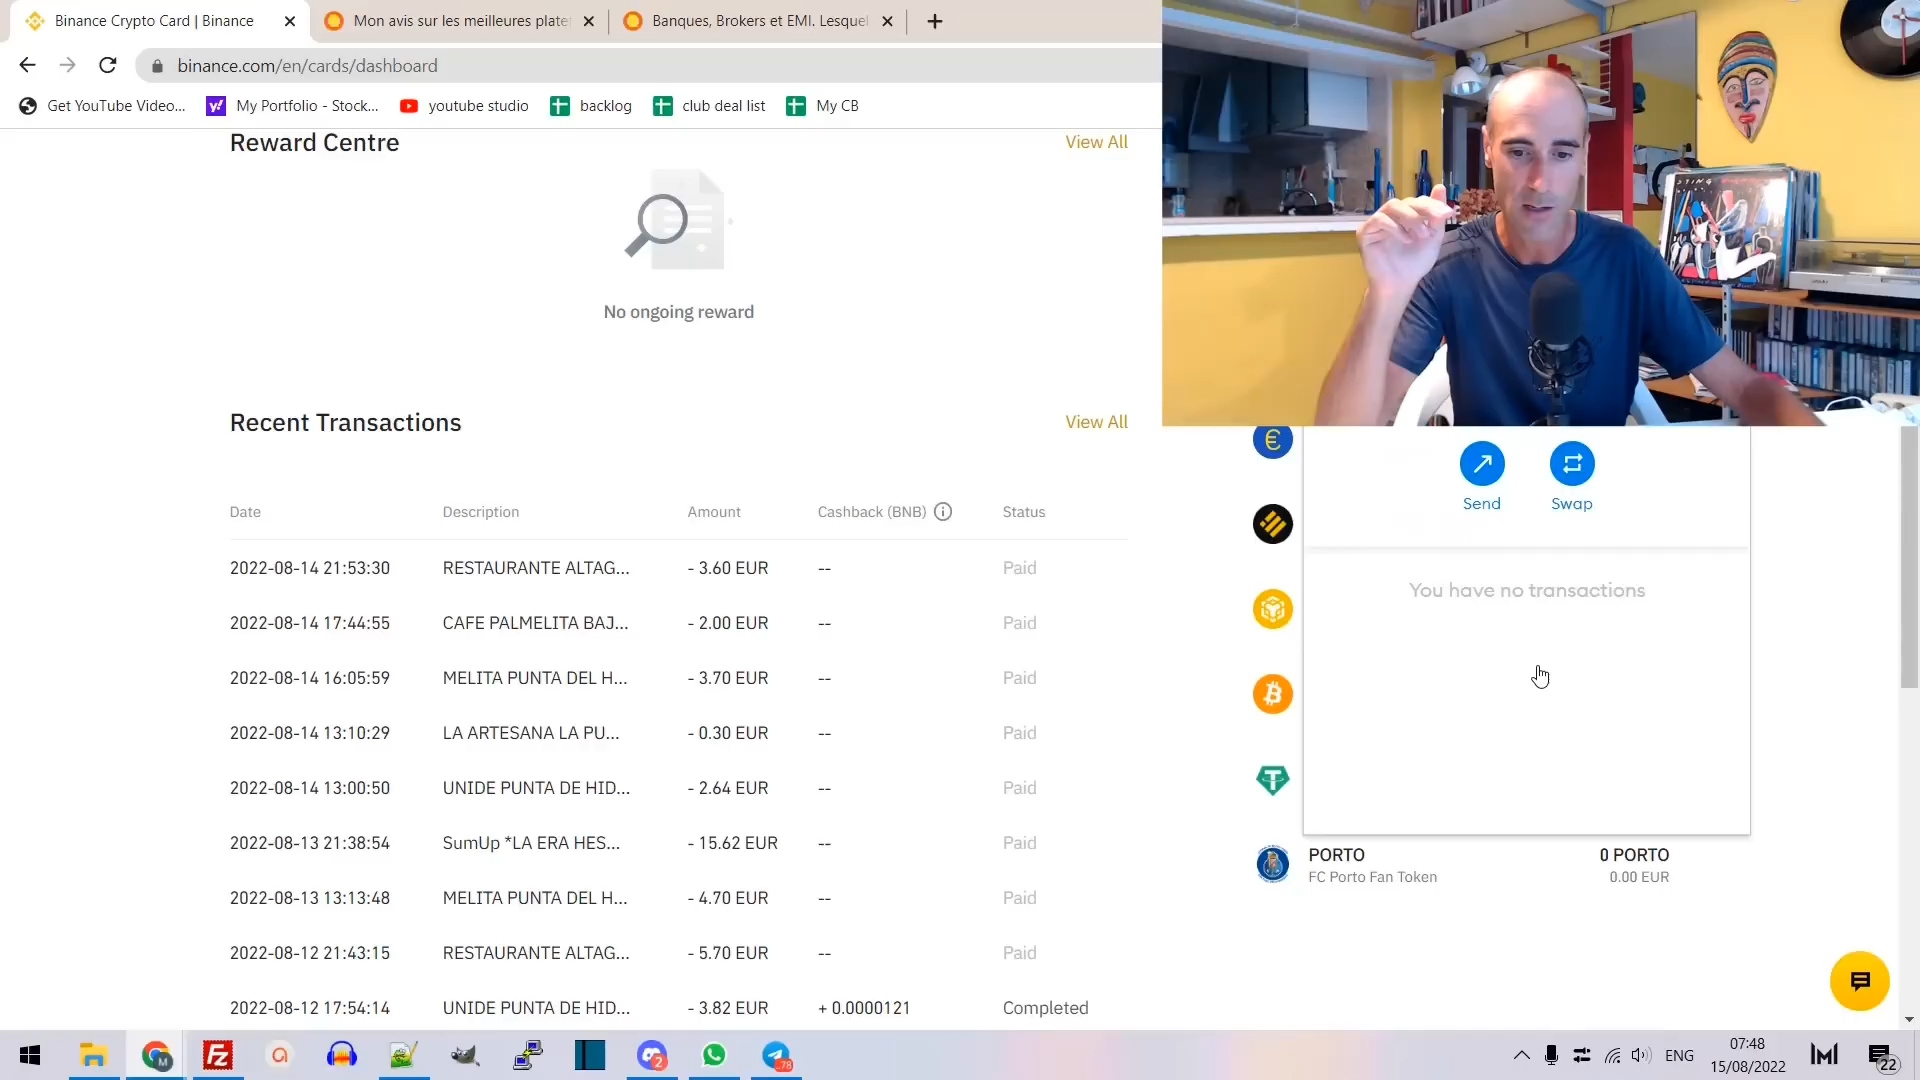 Binance Crypto Card | Binance
Mon avis sur les meilleures plate
Banques, Brokers et EMI. Lesquel
binance.com/en/cards/dashboard
Get YouTube Video...
My Portfolio - Stock...
youtube studio
backlog
club deal list
My CB
Reward Centre
View All
No ongoing reward
STING
Recent Transactions
View All
Send
Swap
You have no transactions
Date Description Amount Cashback (BNB) Status
2022-08-14 21:53:30 RESTAURANTE ALTAG... - 3.60 EUR -- Paid
2022-08-14 17:44:55 CAFE PALMELITA BAJ... - 2.00 EUR -- Paid
2022-08-14 16:05:59 MELITA PUNTA DEL H... - 3.70 EUR -- Paid
2022-08-14 13:10:29 LA ARTESANA LA PU... - 0.30 EUR -- Paid
2022-08-14 13:00:50 UNIDE PUNTA DE HID... - 2.64 EUR -- Paid
2022-08-13 21:38:54 SumUp *LA ERA HES... - 15.62 EUR -- Paid
2022-08-13 13:13:48 MELITA PUNTA DEL H... - 4.70 EUR -- Paid
2022-08-12 21:43:15 RESTAURANTE ALTAG... - 5.70 EUR -- Paid
2022-08-12 17:54:14 UNIDE PUNTA DE HID... - 3.82 EUR + 0.0000121 Completed
PORTO 0 PORTO
FC Porto Fan Token 0.00 EUR
M
2
78
ENG
07:48
15/08/2022
22